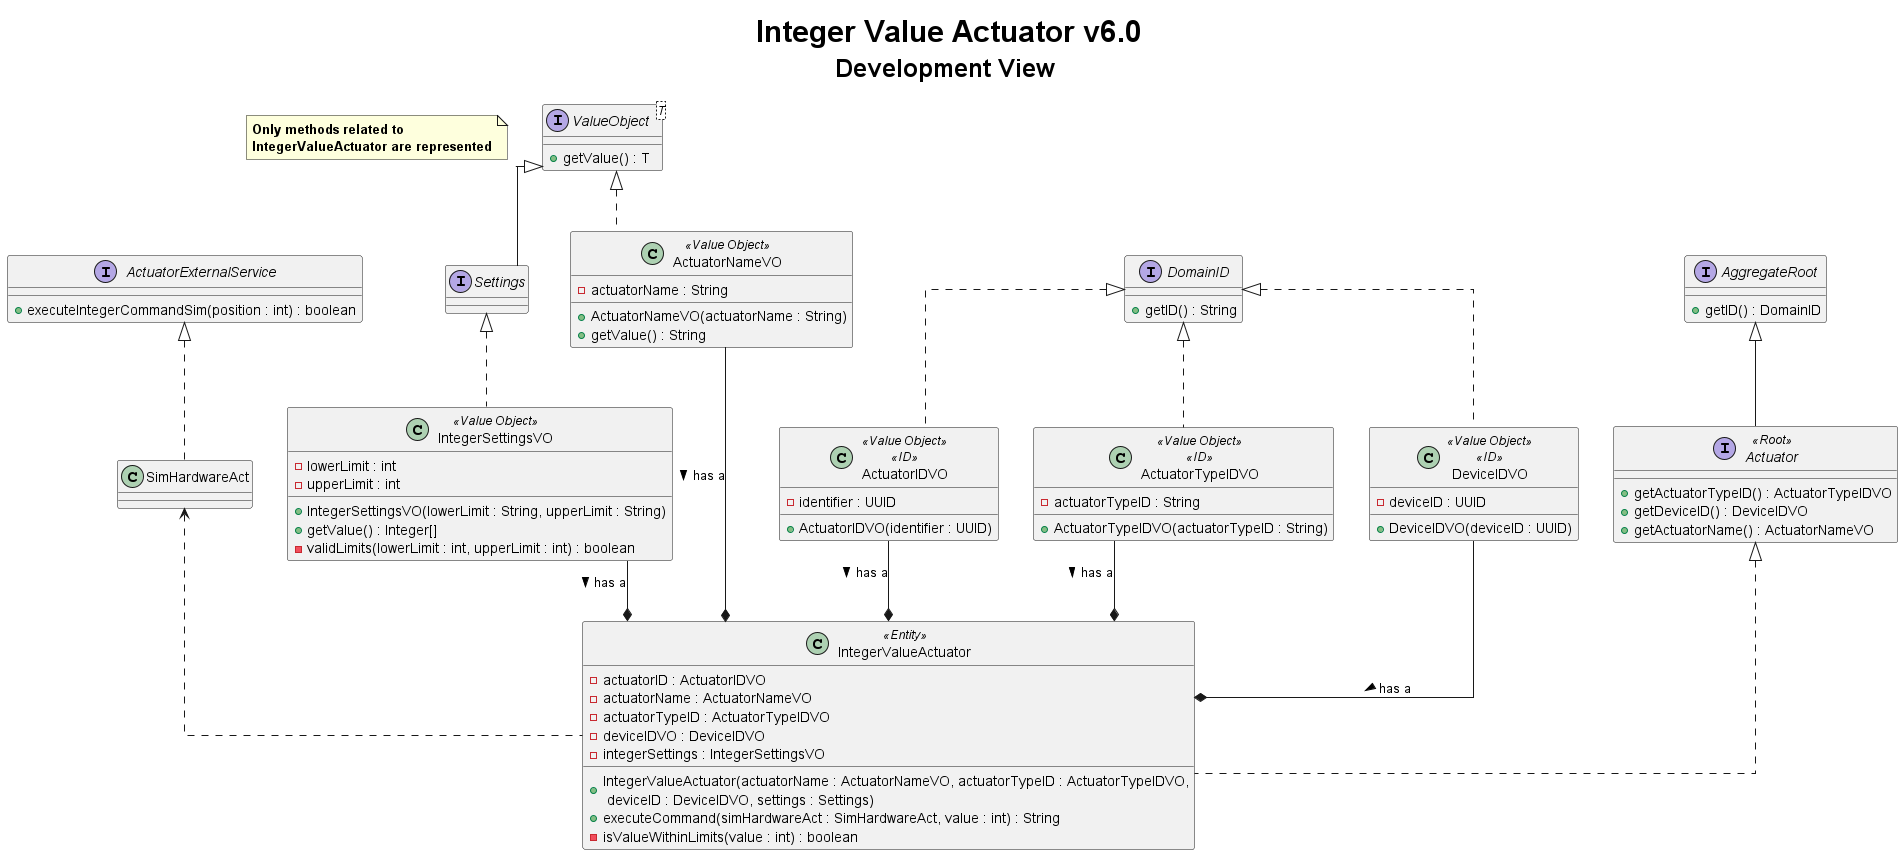 Integer Value Actuator v6.0
Development View
Only methods related to
IntegerValueActuator are represented
I ValueObject
T
getValue() : T
I ActuatorExternalService
executeIntegerCommandSim(position : int) : boolean
I Settings
«Value Object»
C ActuatorNameVO
actuatorName : String
ActuatorNameVO(actuatorName : String)
getValue() : String
I DomainID
getID() : String
I AggregateRoot
getID() : DomainID
C SimHardwareAct
«Value Object»
C IntegerSettingsVO
lowerLimit : int
upperLimit : int
IntegerSettingsVO(lowerLimit : String, upperLimit : String)
getValue() : Integer[]
validLimits(lowerLimit : int, upperLimit : int) : boolean
has a
«Value Object»
«ID»
C ActuatorIDVO
identifier : UUID
ActuatorIDVO(identifier : UUID)
«Value Object»
«ID»
C ActuatorTypeIDVO
actuatorTypeID : String
ActuatorTypeIDVO(actuatorTypeID : String)
«Value Object»
«ID»
C DeviceIDVO
deviceID : UUID
DeviceIDVO(deviceID : UUID)
«Root»
I Actuator
getActuatorTypeID() : ActuatorTypeIDVO
getDeviceID() : DeviceIDVO
getActuatorName() : ActuatorNameVO
has a
has a
has a
has a
«Entity»
C IntegerValueActuator
actuatorID : ActuatorIDVO
actuatorName : ActuatorNameVO
actuatorTypeID : ActuatorTypeIDVO
deviceIDVO : DeviceIDVO
integerSettings : IntegerSettingsVO
IntegerValueActuator(actuatorName : ActuatorNameVO, actuatorTypeID : ActuatorTypeIDVO,
deviceID : DeviceIDVO, settings : Settings)
executeCommand(simHardwareAct : SimHardwareAct, value : int) : String
isValueWithinLimits(value : int) : boolean